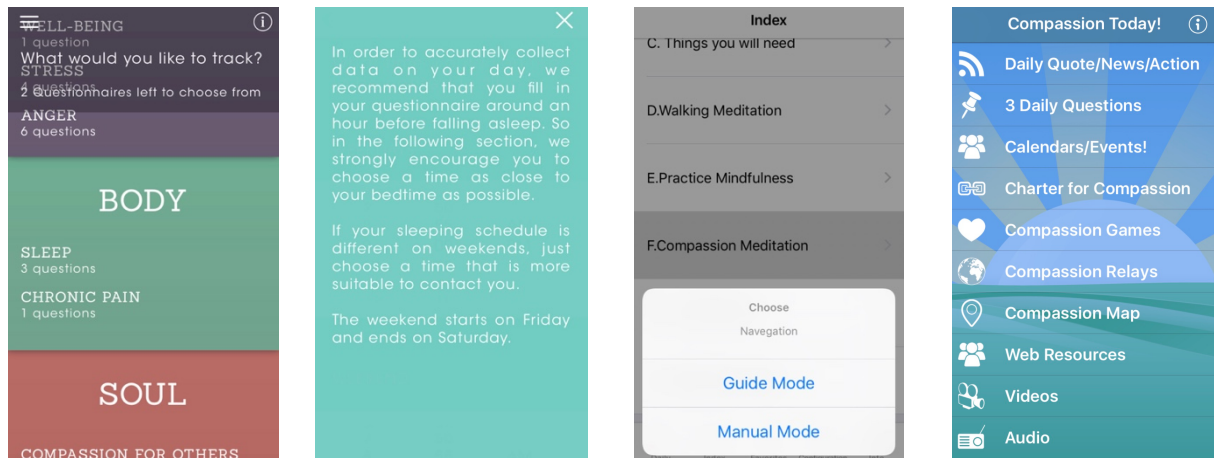 WELL-BEING
1 question
What would you like to track?
STRESS
4 questions
2 Questionnaires left to choose from
ANGER
6 questions
BODY
SLEEP
3 questions
CHRONIC PAIN
1 questions
SOUL
COMPASSION FOR OTHERS
In order to accurately collect
data on your day, we
recommend that you fill in
your questionnaire around an
hour before falling asleep. So
in the following section, we
strongly encourage you to
choose a time as close to
your bedtime as possible.
If your sleeping schedule is
different on weekends, just
choose a time that is more
suitable to contact you.
The weekend starts on Friday
and ends on Saturday.
Index
C. Things you will need
D.Walking Meditation
E.Practice Mindfulness
F.Compassion Meditation
Choose
Navegation
Guide Mode
Manual Mode
Compassion Today!
Daily Quote/News/Action
3 Daily Questions
Calendars/Events!
Charter for Compassion
Compassion Games
Compassion Relays
Compassion Map
Web Resources
Videos
Audio